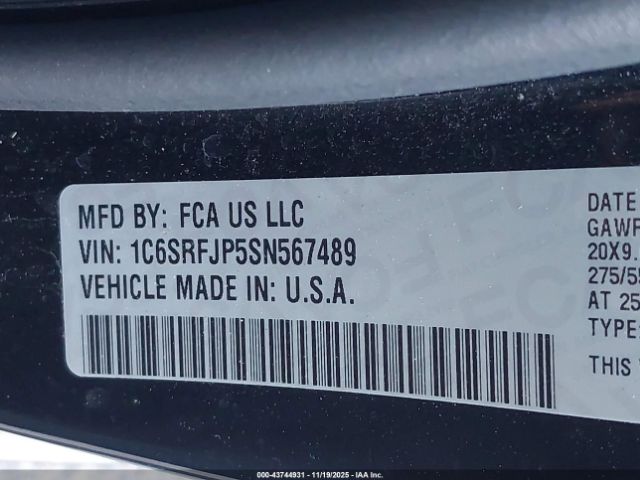 MFD BY: FCA US LLC
VIN: 1C6SRFJP5SN567489
VEHICLE MADE IN: U.S.A.
DATE
GAWR
20X9.
275/55
AT 25
TYPE:
THIS
000-43744931 - 11/19/2025 - IAA Inc.